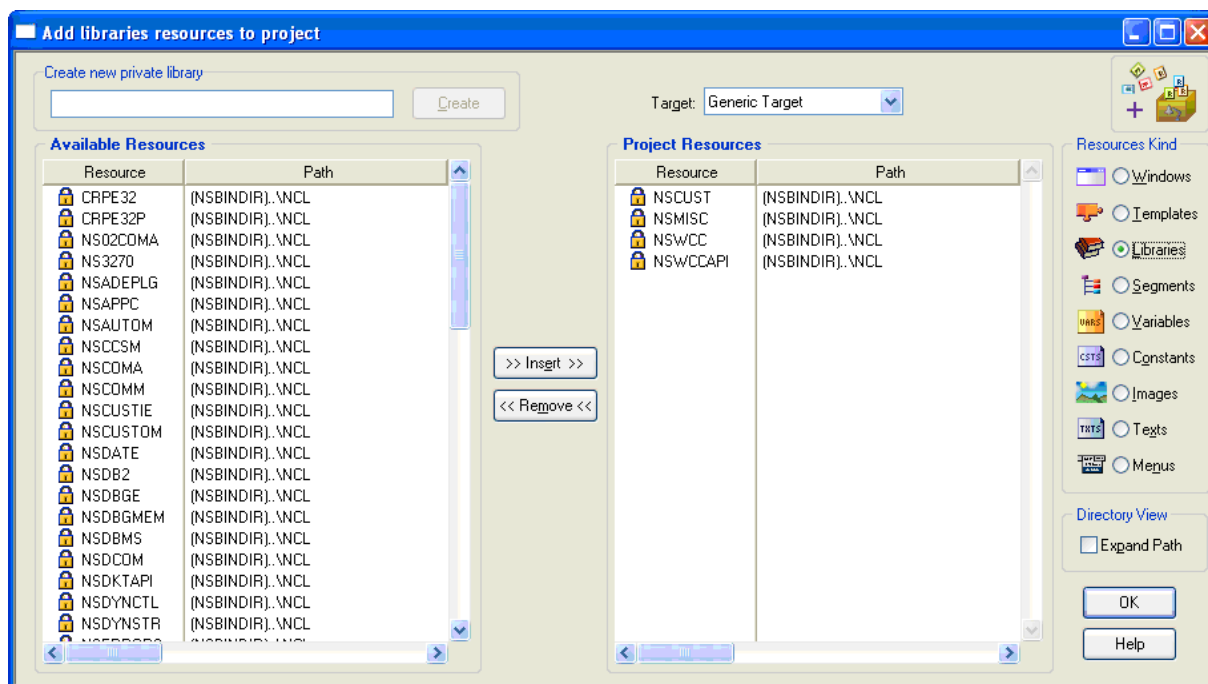 Add libraries resources to project
Create new private library
Create
Target: Generic Target
Available Resources
Resource Path
CRPE32 (NSBINDIR)..\NCL
CRPE32P (NSBINDIR)..\NCL
NS02COMA (NSBINDIR)..\NCL
NS3270 (NSBINDIR)..\NCL
NSADEPLG (NSBINDIR)..\NCL
NSAPPC (NSBINDIR)..\NCL
NSAUTOM (NSBINDIR)..\NCL
NSCCSM (NSBINDIR)..\NCL
NSCOMA (NSBINDIR)..\NCL
NSCOMM (NSBINDIR)..\NCL
NSCUSTIE (NSBINDIR)..\NCL
NSCUSTOM (NSBINDIR)..\NCL
NSDATE (NSBINDIR)..\NCL
NSDB2 (NSBINDIR)..\NCL
NSDBGE (NSBINDIR)..\NCL
NSDBGMEM (NSBINDIR)..\NCL
NSDBMS (NSBINDIR)..\NCL
NSDCOM (NSBINDIR)..\NCL
NSDKTAPI (NSBINDIR)..\NCL
NSDYNCTL (NSBINDIR)..\NCL
NSDYNSTR (NSBINDIR)..\NCL
>> Insert >>
<< Remove <<
Project Resources
Resource Path
NSCUST (NSBINDIR)..\NCL
NSMISC (NSBINDIR)..\NCL
NSWCC (NSBINDIR)..\NCL
NSWCCAPI (NSBINDIR)..\NCL
Resources Kind
Windows
Templates
Libraries
Segments
VARS Variables
CSTS Constants
Images
TXTS Texts
Menus
Directory View
Expand Path
OK
Help